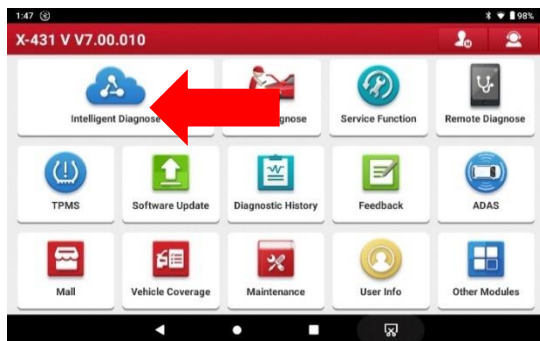 1:47 98%
X-431 V V7.00.010
Intelligent Diagnose
Service Function
Remote Diagnose
TPMS
Software Update
Diagnostic History
Feedback
ADAS
Mall
Vehicle Coverage
Maintenance
User Info
Other Modules